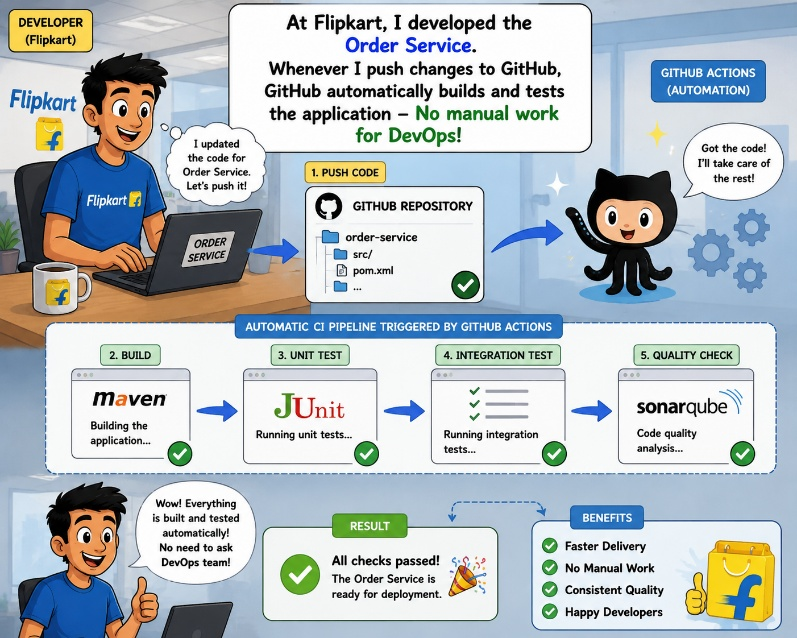 DEVELOPER
(Flipkart)
At Flipkart, I developed the
Order Service.
Whenever I push changes to GitHub,
GitHub automatically builds and tests
the application – No manual work
for DevOps!
GITHUB ACTIONS
(AUTOMATION)
Flipkart
f
I updated
the code for
Order Service.
Let's push it!
Flipkart f
ORDER
SERVICE
f
1. PUSH CODE
GITHUB REPOSITORY
order-service
src/
pom.xml
...
Got the code!
I'll take care of
the rest!
AUTOMATIC CI PIPELINE TRIGGERED BY GITHUB ACTIONS
2. BUILD
maven
Building the
application...
3. UNIT TEST
JUnit
Running unit tests...
4. INTEGRATION TEST
Running integration
tests...
5. QUALITY CHECK
sonarqube
Code quality
analysis...
Wow! Everything
is built and tested
automatically!
No need to ask
DevOps team!
RESULT
All checks passed!
The Order Service is
ready for deployment.
BENEFITS
Faster Delivery
No Manual Work
Consistent Quality
Happy Developers
f